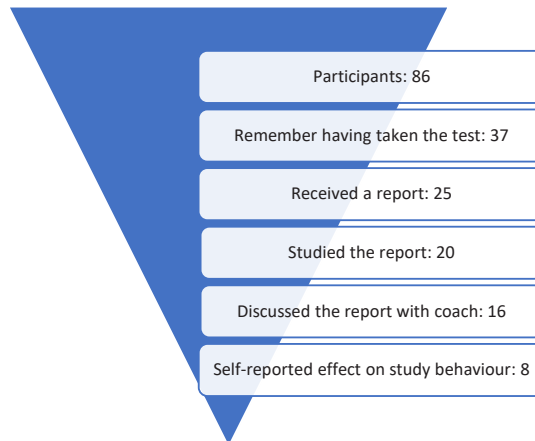 Participants: 86
Remember having taken the test: 37
Received a report: 25
Studied the report: 20
Discussed the report with coach: 16
Self-reported effect on study behaviour: 8